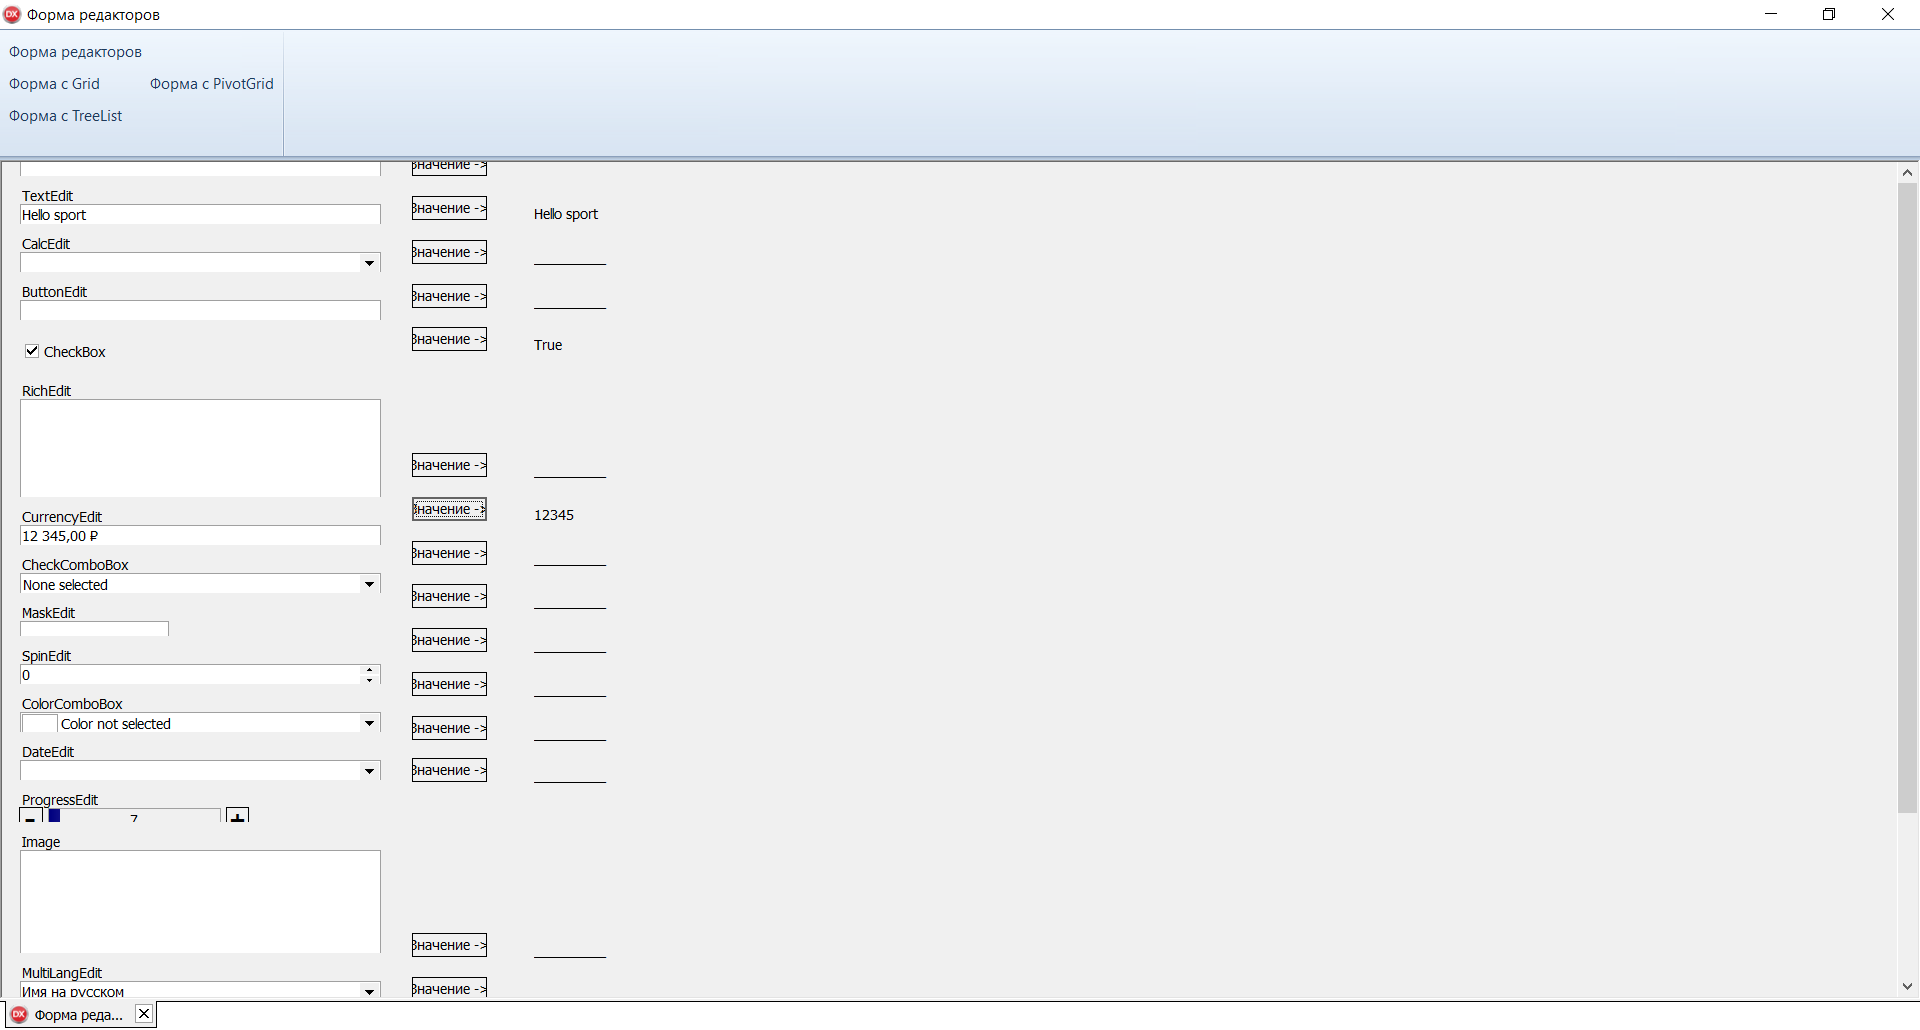 Форма редакторов
Форма редакторов
Форма с Grid
Форма с PivotGrid
Форма с TreeList
Значение ->
TextEdit
Hello sport
Значение ->
Hello sport
CalcEdit
Значение ->
ButtonEdit
Значение ->
CheckBox
Значение ->
True
RichEdit
Значение ->
CurrencyEdit
12 345,00 ₽
Значение ->
12345
CheckComboBox
None selected
Значение ->
MaskEdit
Значение ->
SpinEdit
0
Значение ->
ColorComboBox
Color not selected
Значение ->
DateEdit
Значение ->
ProgressEdit
- 7 +
Значение ->
Image
Значение ->
MultiLangEdit
Имя на русском
Значение ->
Форма реда...